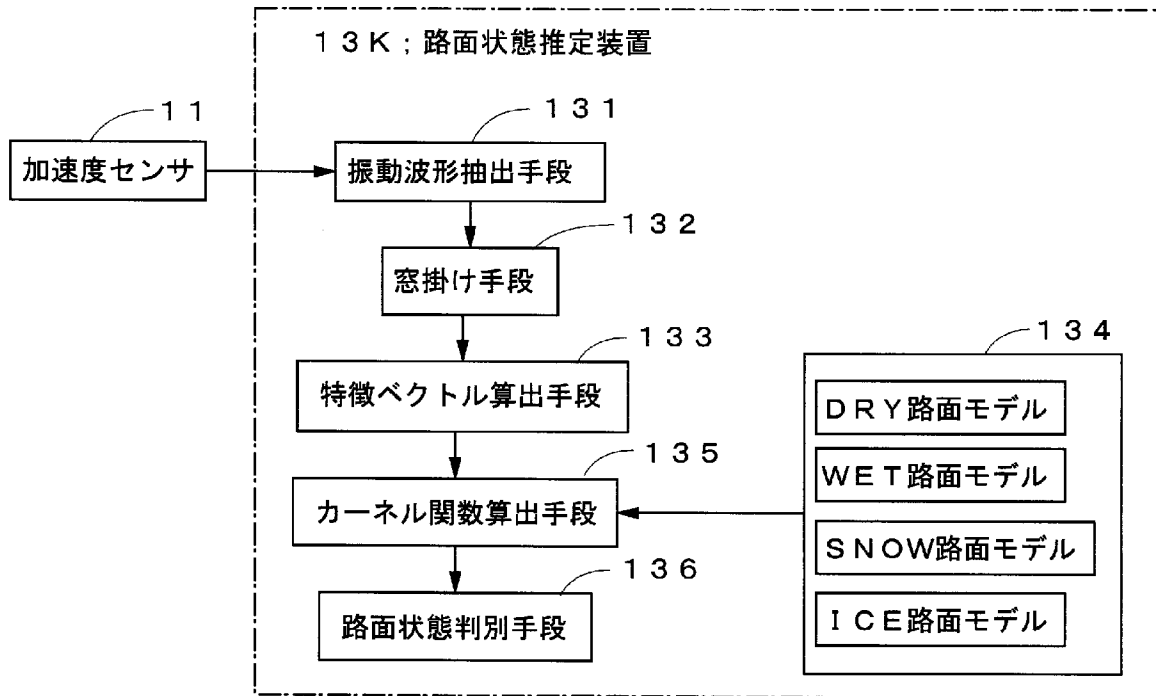 １３Ｋ；路面状態推定装置
１１
加速度センサ
１３１
振動波形抽出手段
１３２
窓掛け手段
１３３
特徴ベクトル算出手段
１３４
ＤＲＹ路面モデル
ＷＥＴ路面モデル
ＳＮＯＷ路面モデル
ＩＣＥ路面モデル
１３５
カーネル関数算出手段
１３６
路面状態判別手段